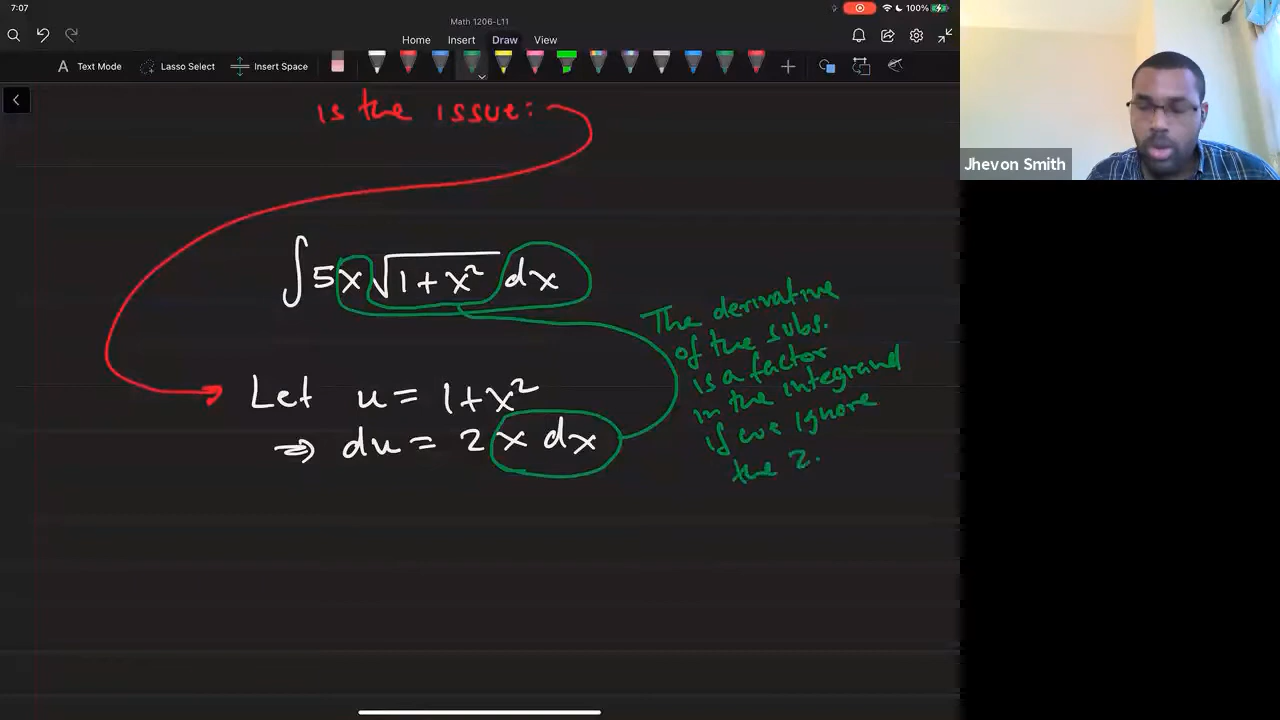 7:07
100%
Math 1206-L11
Home Insert Draw View
Text Mode Lasso Select Insert Space
is the issue:
∫5x√(1+x²) dx
Let u = 1+x²
⇒ du = 2 x dx
The derivative
of the subs.
is a factor
in the integrand
if we ignore
the 2.
Jhevon Smith